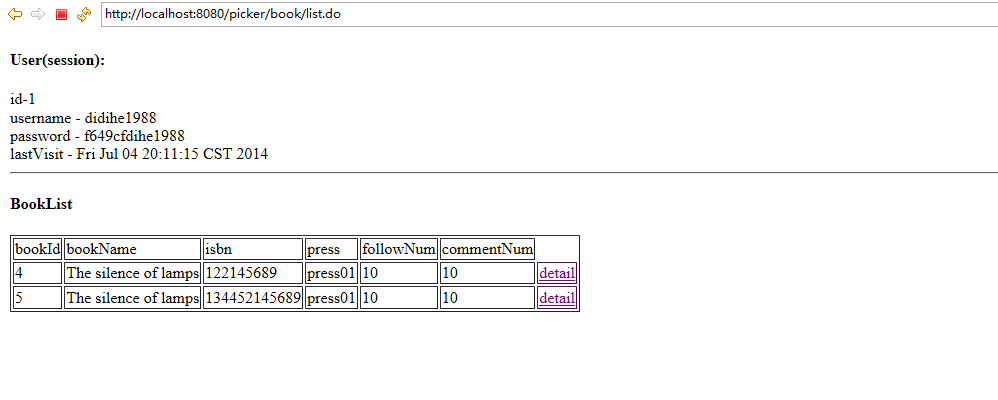 http://localhost:8080/picker/book/list.do
User(session):
id-1
username - didihe1988
password - f649cfdihe1988
lastVisit - Fri Jul 04 20:11:15 CST 2014
BookList
bookId bookName isbn press followNum commentNum
4 The silence of lamps 122145689 press01 10 10 detail
5 The silence of lamps 134452145689 press01 10 10 detail